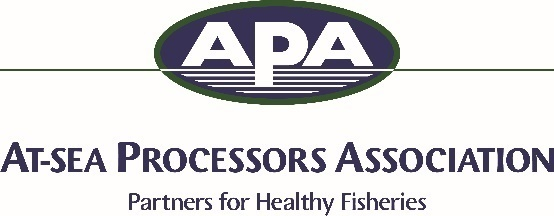 APA
AT-SEA PROCESSORS ASSOCIATION
Partners for Healthy Fisheries